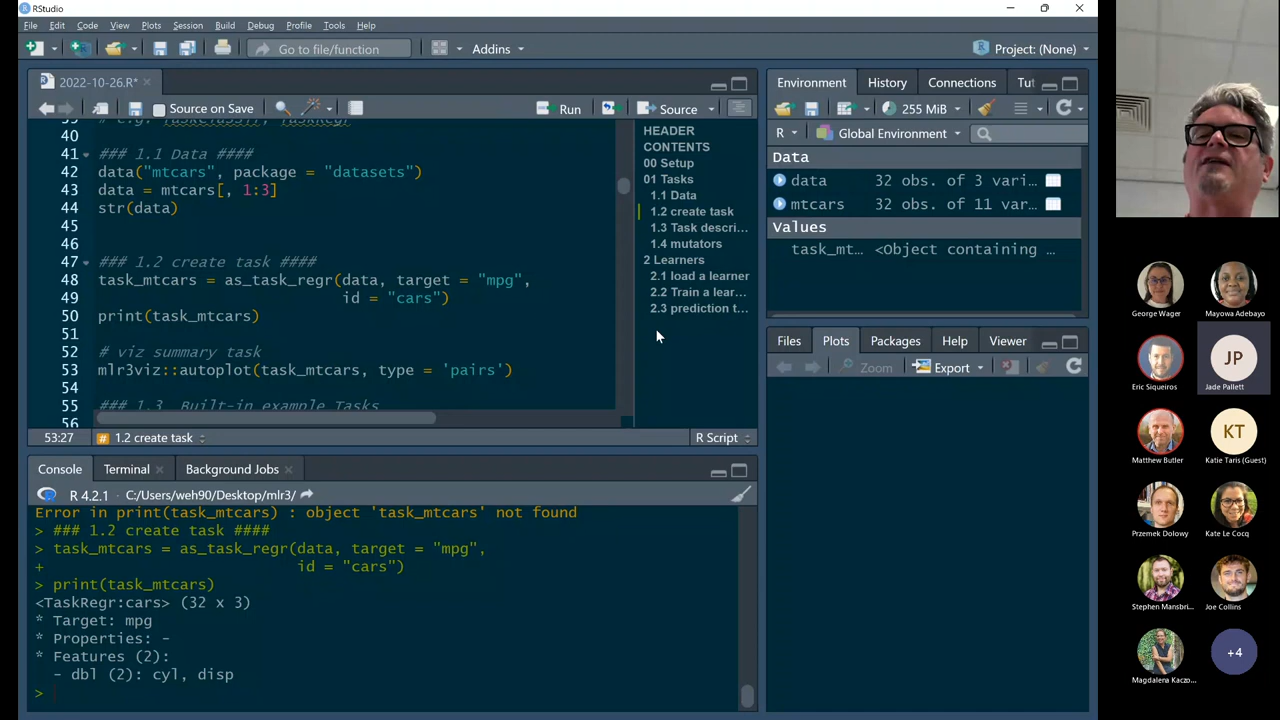 RStudio
File Edit Code View Plots Session Build Debug Profile Tools Help
Go to file/function
Addins
Project: (None)
2022-10-26.R*
Source on Save
Run
Source
40
41 ### 1.1 Data ####
42 data("mtcars", package = "datasets")
43 data = mtcars[, 1:3]
44 str(data)
45
46
47 ### 1.2 create task ####
48 task_mtcars = as_task_regr(data, target = "mpg",
49 id = "cars")
50 print(task_mtcars)
51
52 # viz summary task
53 mlr3viz::autoplot(task_mtcars, type = 'pairs')
54
55 ### 1.3 Built-in example Tasks
56
HEADER
CONTENTS
00 Setup
01 Tasks
1.1 Data
1.2 create task
1.3 Task descri...
1.4 mutators
2 Learners
2.1 load a learner
2.2 Train a lear...
2.3 prediction t...
53:27
# 1.2 create task
R Script
Console Terminal Background Jobs
R 4.2.1 · C:/Users/weh90/Desktop/mlr3/
Error in print(task_mtcars) : object 'task_mtcars' not found
> ### 1.2 create task ####
> task_mtcars = as_task_regr(data, target = "mpg",
+ id = "cars")
> print(task_mtcars)
<TaskRegr:cars> (32 x 3)
* Target: mpg
* Properties: -
* Features (2):
- dbl (2): cyl, disp
>
Environment History Connections Tut
255 MiB
R Global Environment
Data
data 32 obs. of 3 vari...
mtcars 32 obs. of 11 var...
Values
task_mt... <Object containing ...
Files Plots Packages Help Viewer
Zoom Export
George Wager
Mayowa Adebayo
JP
Eric Siqueiros
Jade Pallett
KT
Matthew Butler
Katie Taris (Guest)
Przemek Dolowy
Kate Le Cocq
Stephen Mansbri...
Joe Collins
+4
Magdalena Kaczo...